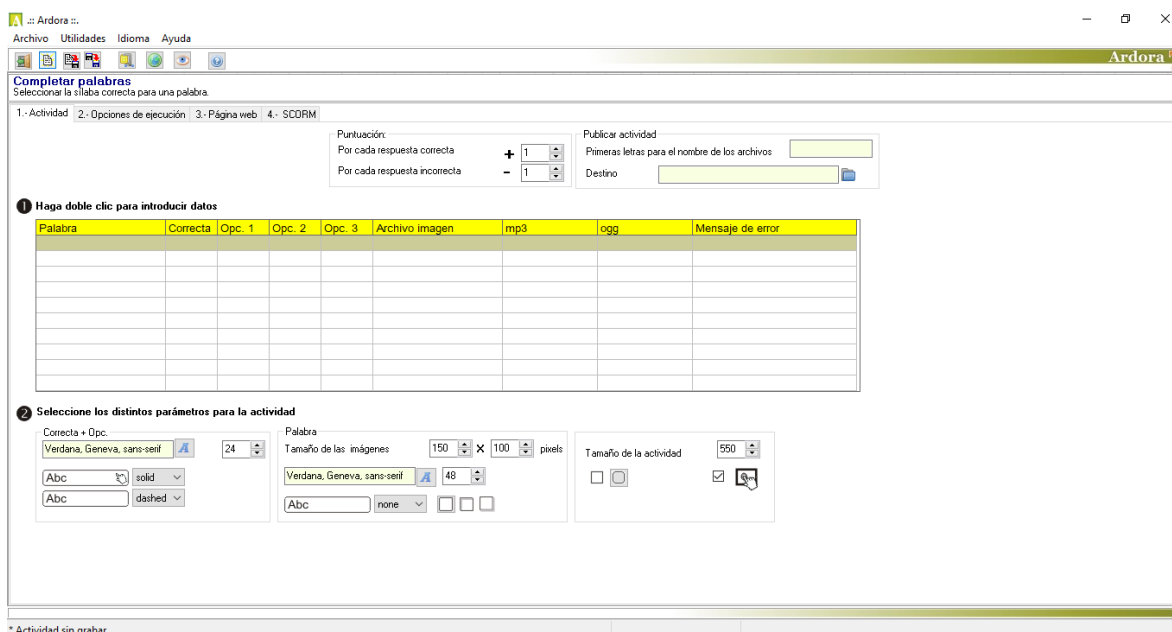 .:: Ardora ::.
Archivo Utilidades Idioma Ayuda
Ardora
Completar palabras
Seleccionar la sílaba correcta para una palabra.
1.- Actividad 2.- Opciones de ejecución 3.- Página web 4.- SCORM
Puntuación: Publicar actividad
Por cada respuesta correcta + 1 Primeras letras para el nombre de los archivos
Por cada respuesta incorrecta - 1 Destino
1 Haga doble clic para introducir datos
Palabra Correcta Opc. 1 Opc. 2 Opc. 3 Archivo imagen mp3 ogg Mensaje de error
2 Seleccione los distintos parámetros para la actividad
Correcta + Opc. Palabra
Verdana, Geneva, sans-serif A 24 Tamaño de las imágenes 150 X 100 pixels Tamaño de la actividad 550
Abc solid Verdana, Geneva, sans-serif A 48
Abc dashed Abc none
* Actividad sin grabar